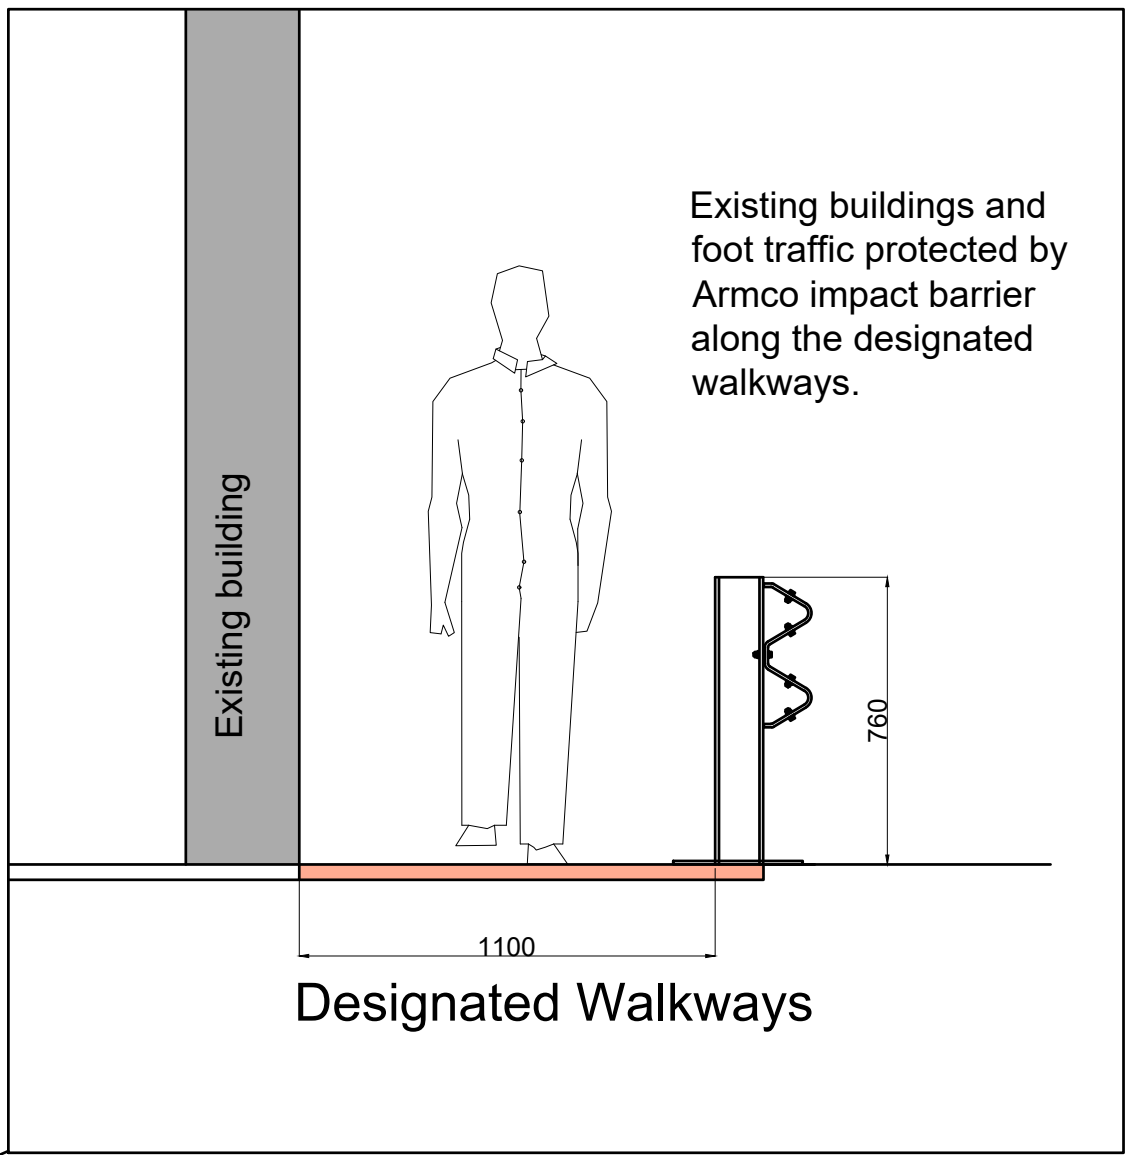 Existing buildings and
foot traffic protected by
Armco impact barrier
along the designated
walkways.
Existing building
760
1100
Designated Walkways